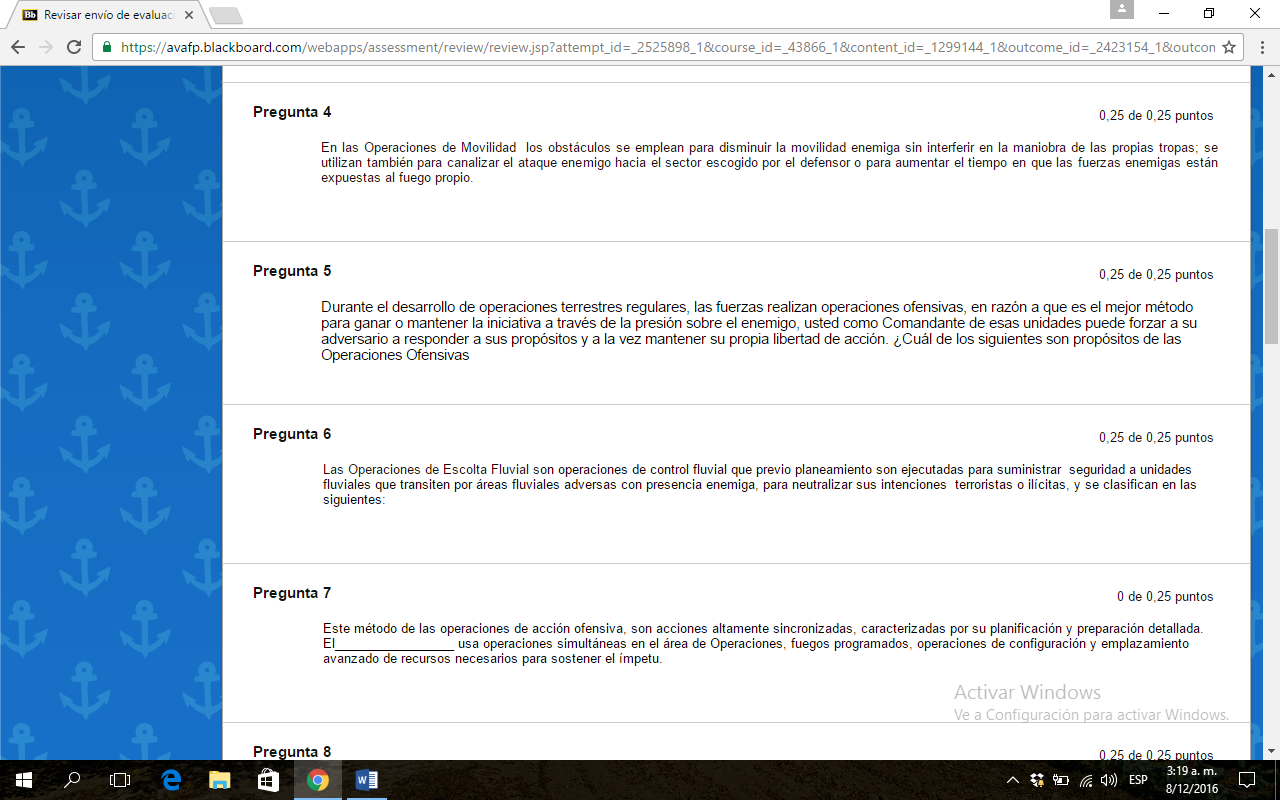 Revisar envío de evaluac
https://avafp.blackboard.com/webapps/assessment/review/review.jsp?attempt_id=_2525898_1&course_id=_43866_1&content_id=_1299144_1&outcome_id=_2423154_1&outcom
Pregunta 4
0,25 de 0,25 puntos
En las Operaciones de Movilidad los obstáculos se emplean para disminuir la movilidad enemiga sin interferir en la maniobra de las propias tropas; se
utilizan también para canalizar el ataque enemigo hacia el sector escogido por el defensor o para aumentar el tiempo en que las fuerzas enemigas están
expuestas al fuego propio.
Pregunta 5
0,25 de 0,25 puntos
Durante el desarrollo de operaciones terrestres regulares, las fuerzas realizan operaciones ofensivas, en razón a que es el mejor método
para ganar o mantener la iniciativa a través de la presión sobre el enemigo, usted como Comandante de esas unidades puede forzar a su
adversario a responder a sus propósitos y a la vez mantener su propia libertad de acción. ¿Cuál de los siguientes son propósitos de las
Operaciones Ofensivas
Pregunta 6
0,25 de 0,25 puntos
Las Operaciones de Escolta Fluvial son operaciones de control fluvial que previo planeamiento son ejecutadas para suministrar seguridad a unidades
fluviales que transiten por áreas fluviales adversas con presencia enemiga, para neutralizar sus intenciones terroristas o ilícitas, y se clasifican en las
siguientes:
Pregunta 7
0 de 0,25 puntos
Este método de las operaciones de acción ofensiva, son acciones altamente sincronizadas, caracterizadas por su planificación y preparación detallada.
El________________ usa operaciones simultáneas en el área de Operaciones, fuegos programados, operaciones de configuración y emplazamiento
avanzado de recursos necesarios para sostener el ímpetu.
Activar Windows
Ve a Configuración para activar Windows.
Pregunta 8
0,25 de 0,25 puntos
ESP
3:19 a. m.
8/12/2016